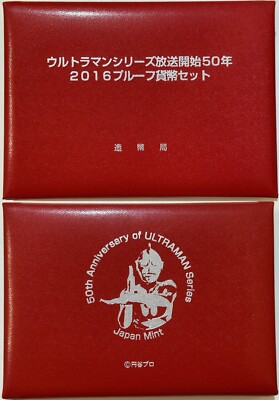 ウルトラマンシリーズ放送開始50年
2016プルーフ貨幣セット
造幣局
50th Anniversary of ULTRAMAN Series
Japan Mint
©円谷プロ